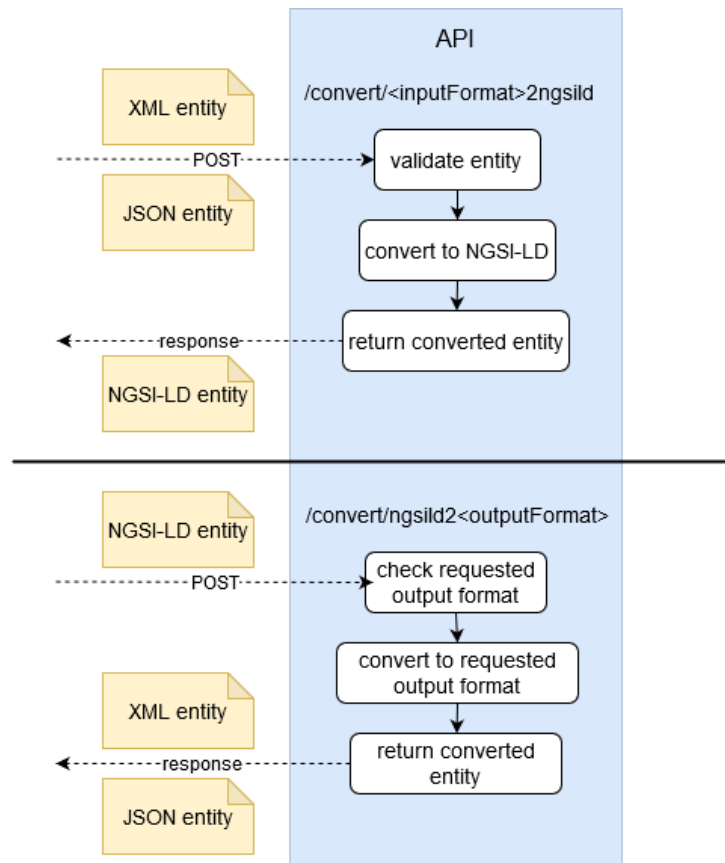 API
/convert/<inputFormat>2ngsild
XML entity
POST
validate entity
JSON entity
convert to NGSI-LD
response
return converted entity
NGSI-LD entity
/convert/ngsild2<outputFormat>
NGSI-LD entity
POST
check requested
output format
convert to requested
output format
XML entity
response
return converted
entity
JSON entity